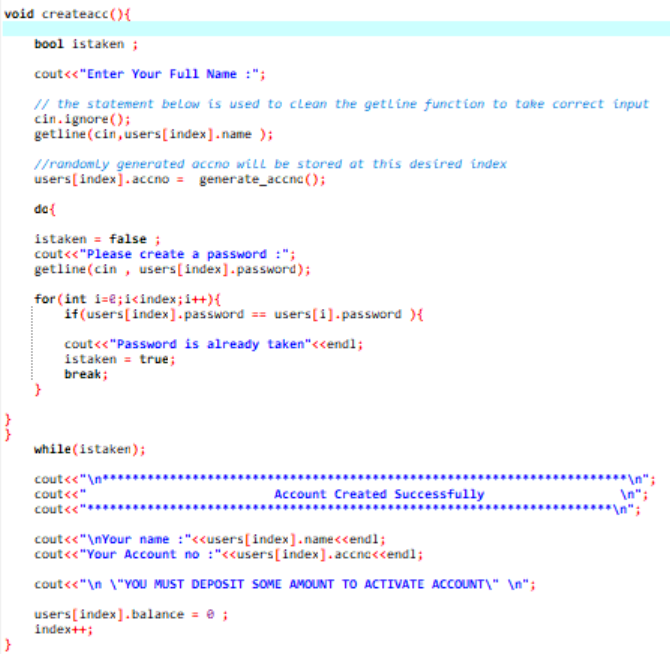 void createacc(){
bool istaken ;
cout<<"Enter Your Full Name :";
// the statement below is used to clean the getline function to take correct input
cin.ignore();
getline(cin,users[index].name );
//randomly generated accno will be stored at this desired index
users[index].accno =  generate_accno();
do{
istaken = false ;
cout<<"Please create a password :";
getline(cin , users[index].password);
for(int i=0;i<index;i++){
if(users[index].password == users[i].password ){
cout<<"Password is already taken"<<endl;
istaken = true;
break;
}
}
}
while(istaken);
cout<<"\n**********************************************************************\n";
cout<<"                         Account Created Successfully                  \n";
cout<<"**********************************************************************\n";
cout<<"\nYour name :"<<users[index].name<<endl;
cout<<"Your Account no :"<<users[index].accno<<endl;
cout<<"\n \"YOU MUST DEPOSIT SOME AMOUNT TO ACTIVATE ACCOUNT\" \n";
users[index].balance = 0 ;
index++;
}